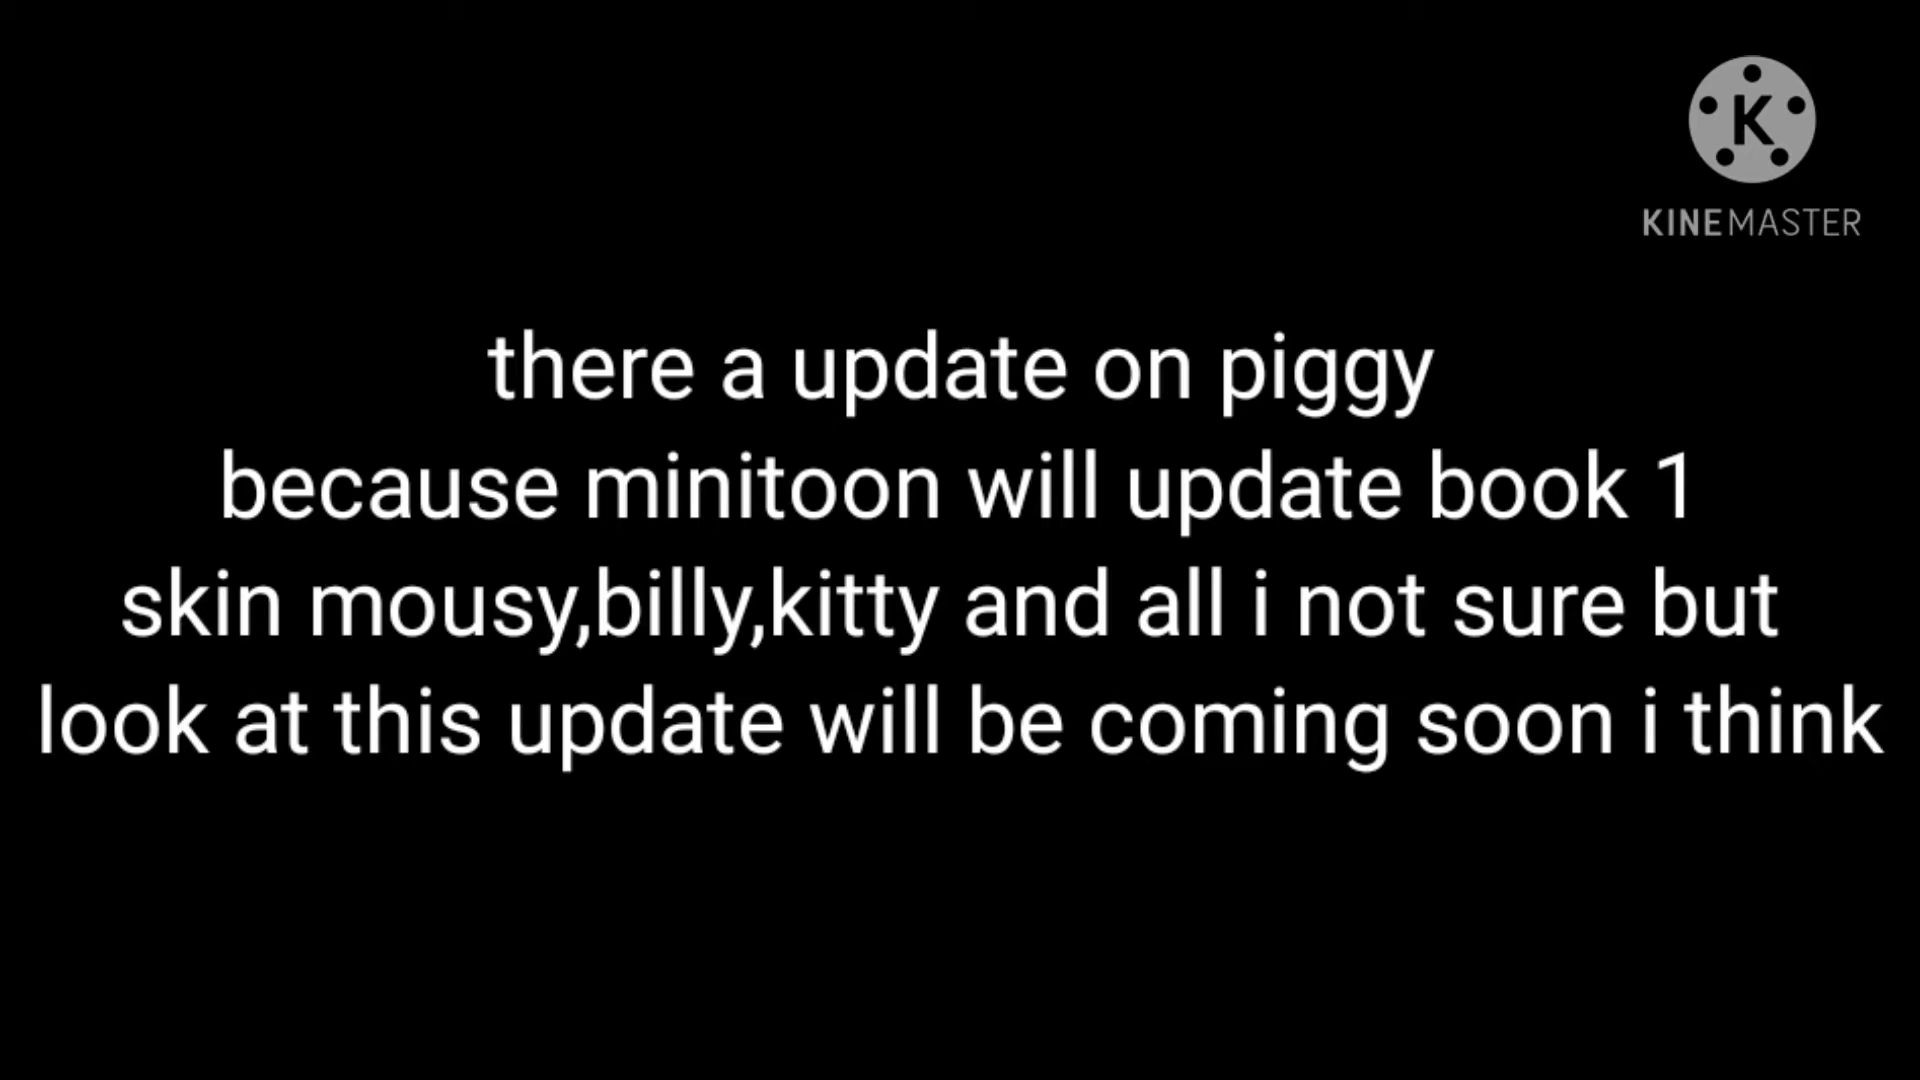 K
KINEMASTER
there a update on piggy
because minitoon will update book 1
skin mousy,billy,kitty and all i not sure but
look at this update will be coming soon i think